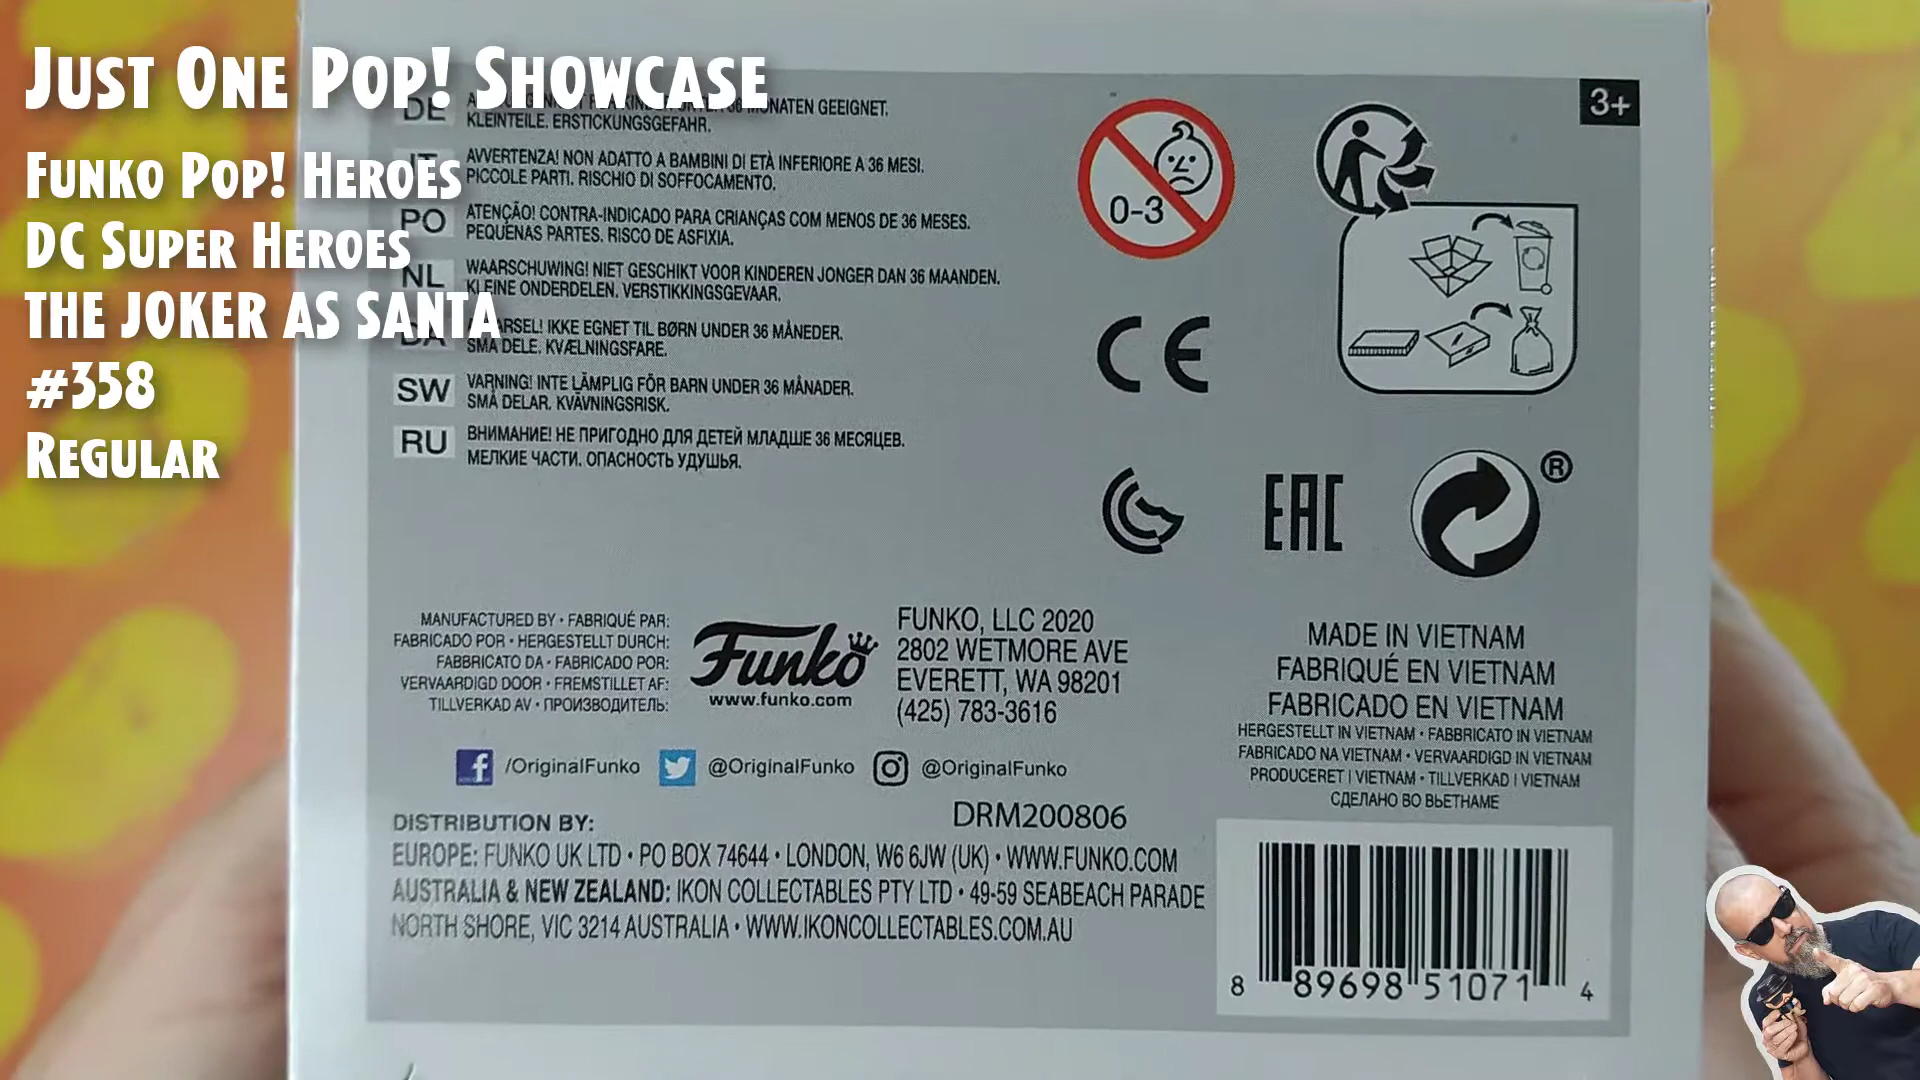 JUST ONE POP! SHOWCASE
FUNKO POP! HEROES
DC SUPER HEROES
THE JOKER AS SANTA
#358
REGULAR
DE
MONATEN GEEIGNET.
KLEINTEILE. ERSTICKUNGSGEFAHR.
AVVERTENZA! NON ADATTO A BAMBINI DI ETÀ INFERIORE A 36 MESI.
PICCOLE PARTI. RISCHIO DI SOFFOCAMENTO.
PO
ATENÇÃO! CONTRA-INDICADO PARA CRIANÇAS COM MENOS DE 36 MESES.
PEQUENAS PARTES. RISCO DE ASFIXIA.
NL
WAARSCHUWING! NIET GESCHIKT VOOR KINDEREN JONGER DAN 36 MAANDEN.
KLEINE ONDERDELEN. VERSTIKKINGSGEVAAR.
DA
IKKE EGNET TIL BØRN UNDER 36 MÅNEDER.
SMÅ DELE. KVÆLNINGSFARE.
SW
VARNING! INTE LÄMPLIG FÖR BARN UNDER 36 MÅNADER.
SMÅ DELAR. KVÄVNINGSRISK.
RU
ВНИМАНИЕ! НЕ ПРИГОДНО ДЛЯ ДЕТЕЙ МЛАДШЕ 36 МЕСЯЦЕВ.
МЕЛКИЕ ЧАСТИ. ОПАСНОСТЬ УДУШЬЯ.
0-3
3+
CE
EAC
®
MANUFACTURED BY • FABRIQUÉ PAR:
FABRICADO POR • HERGESTELLT DURCH:
FABBRICATO DA • FABRICADO POR:
VERVAARDIGD DOOR • FREMSTILLET AF:
TILLVERKAD AV • ПРОИЗВОДИТЕЛЬ:
Funko
www.funko.com
FUNKO, LLC 2020
2802 WETMORE AVE
EVERETT, WA 98201
(425) 783-3616
MADE IN VIETNAM
FABRIQUÉ EN VIETNAM
FABRICADO EN VIETNAM
HERGESTELLT IN VIETNAM • FABBRICATO IN VIETNAM
FABRICADO NA VIETNAM • VERVAARDIGD IN VIETNAM
PRODUCERET I VIETNAM • TILLVERKAD I VIETNAM
СДЕЛАНО ВО ВЬЕТНАМЕ
/OriginalFunko @OriginalFunko @OriginalFunko
DRM200806
DISTRIBUTION BY:
EUROPE: FUNKO UK LTD • PO BOX 74644 • LONDON, W6 6JW (UK) • WWW.FUNKO.COM
AUSTRALIA & NEW ZEALAND: IKON COLLECTABLES PTY LTD • 49-59 SEABEACH PARADE
NORTH SHORE, VIC 3214 AUSTRALIA • WWW.IKONCOLLECTABLES.COM.AU
8 89698 51071 4